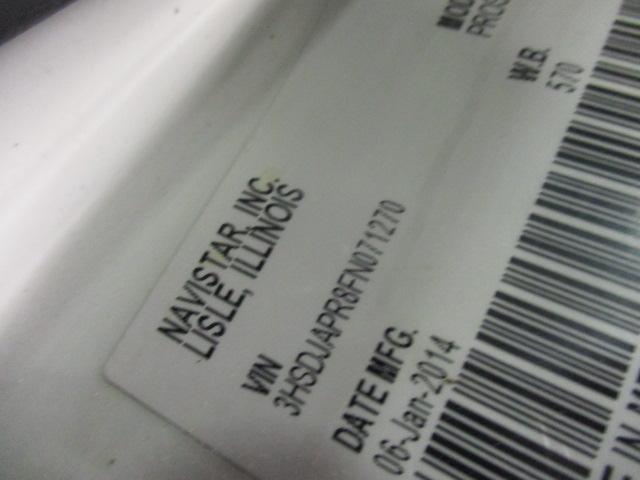 NAVISTAR, INC.
LISLE, ILLINOIS
VIN
3HSDJAPR8FN071270
DATE MFG.
06-Jan-2014
W.B.
570